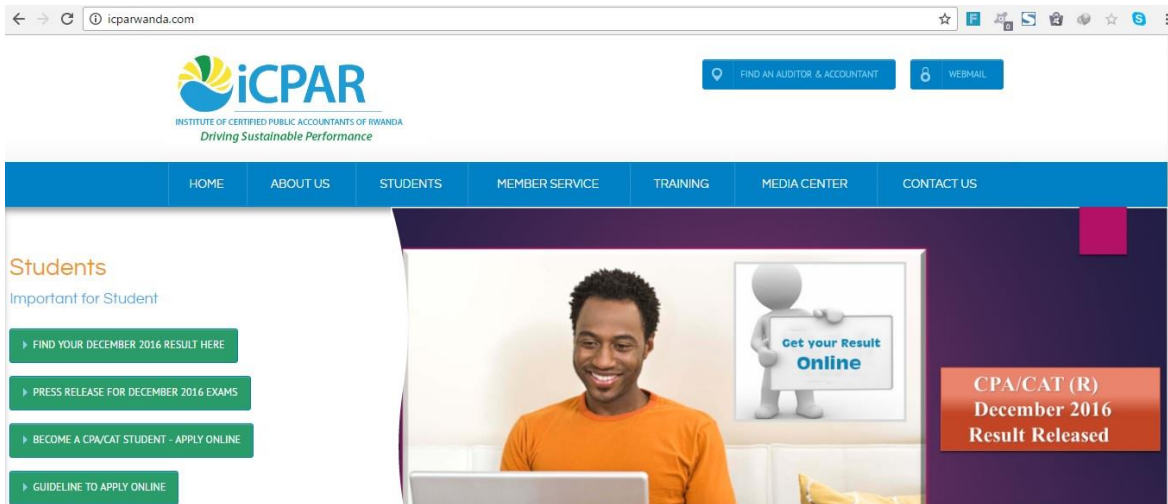 icparwanda.com
0
iCPAR
INSTITUTE OF CERTIFIED PUBLIC ACCOUNTANTS OF RWANDA
Driving Sustainable Performance
FIND AN AUDITOR & ACCOUNTANT
WEBMAIL
HOME ABOUT US STUDENTS MEMBER SERVICE TRAINING MEDIA CENTER CONTACT US
Students
Important for Student
FIND YOUR DECEMBER 2016 RESULT HERE
PRESS RELEASE FOR DECEMBER 2016 EXAMS
BECOME A CPA/CAT STUDENT - APPLY ONLINE
GUIDELINE TO APPLY ONLINE
Get your Result
Online
CPA/CAT (R)
December 2016
Result Released